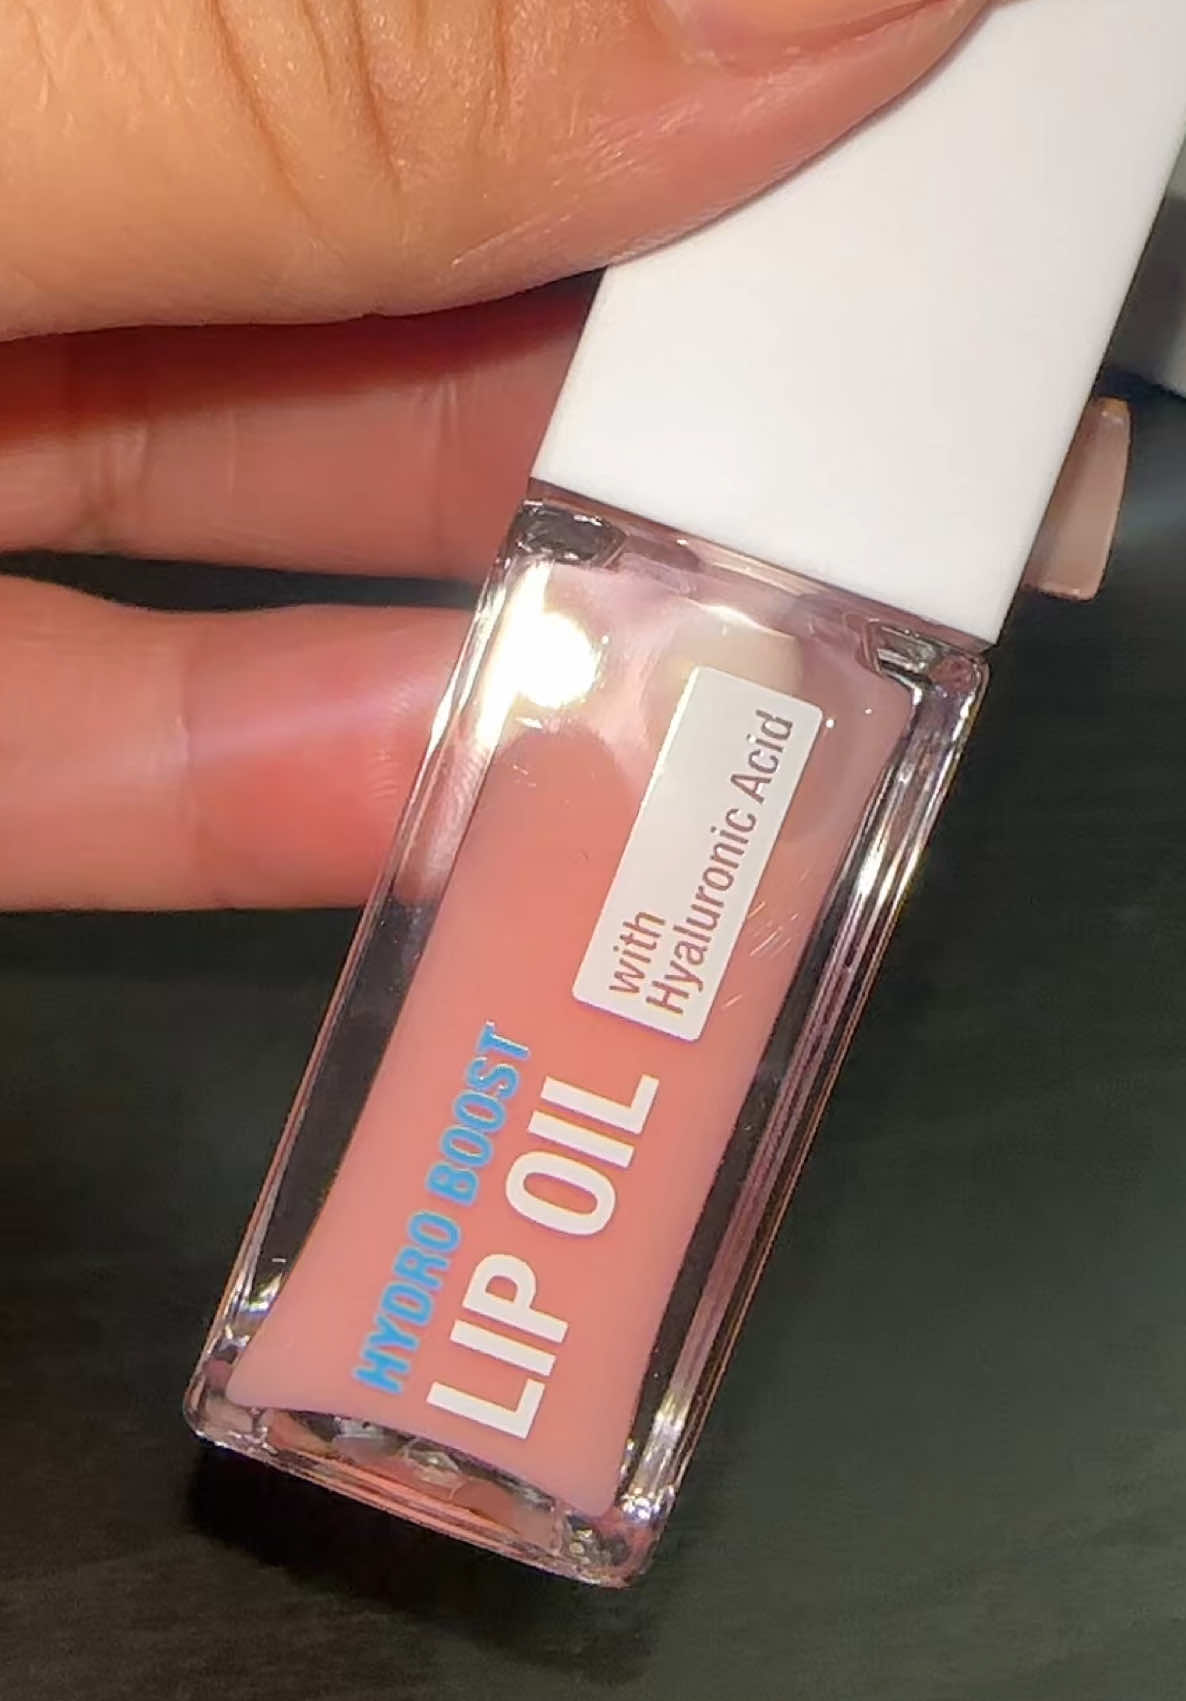 HYDRO BOOST
LIP OIL
with
Hyaluronic Acid